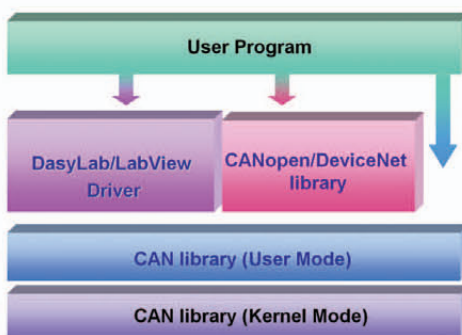 User Program
DasyLab/LabView
Driver
CANopen/DeviceNet
library
CAN library (User Mode)
CAN library (Kernel Mode)